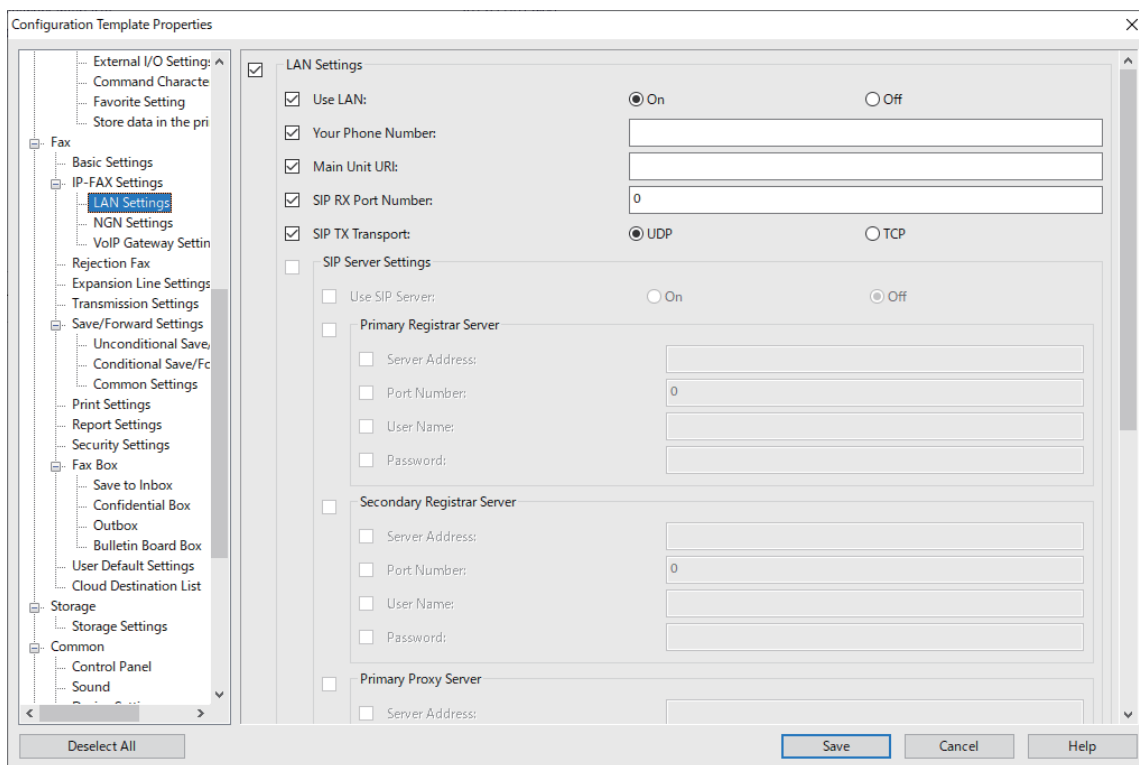 Configuration Template Properties
External I/O Setting
Command Characte
Favorite Setting
Store data in the pri
Fax
Basic Settings
IP-FAX Settings
LAN Settings
NGN Settings
VoIP Gateway Settin
Rejection Fax
Expansion Line Settings
Transmission Settings
Save/Forward Settings
Unconditional Save/
Conditional Save/Fc
Common Settings
Print Settings
Report Settings
Security Settings
Fax Box
Save to Inbox
Confidential Box
Outbox
Bulletin Board Box
User Default Settings
Cloud Destination List
Storage
Storage Settings
Common
Control Panel
Sound
LAN Settings
Use LAN: On Off
Your Phone Number:
Main Unit URI:
SIP RX Port Number: 0
SIP TX Transport: UDP TCP
SIP Server Settings
Use SIP Server: On Off
Primary Registrar Server
Server Address:
Port Number: 0
User Name:
Password:
Secondary Registrar Server
Server Address:
Port Number: 0
User Name:
Password:
Primary Proxy Server
Server Address:
Deselect All Save Cancel Help